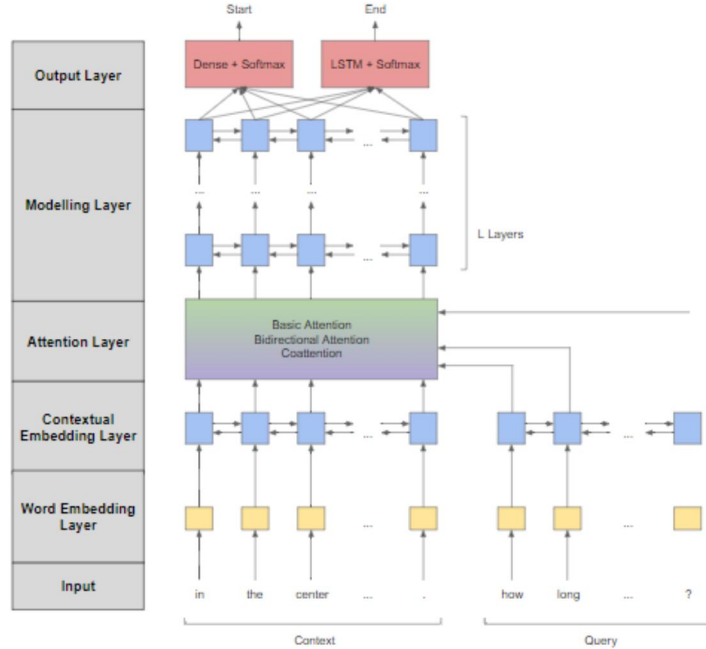 Start End
Output Layer
Dense + Softmax LSTM + Softmax
... 
Modelling Layer
... ... ... ...
L Layers
...
Attention Layer
Basic Attention
Bidirectional Attention
Coattention
Contextual
Embedding Layer
... ...
Word Embedding
Layer
... ...
Input
in the center ... . how long ... ?
Context Query